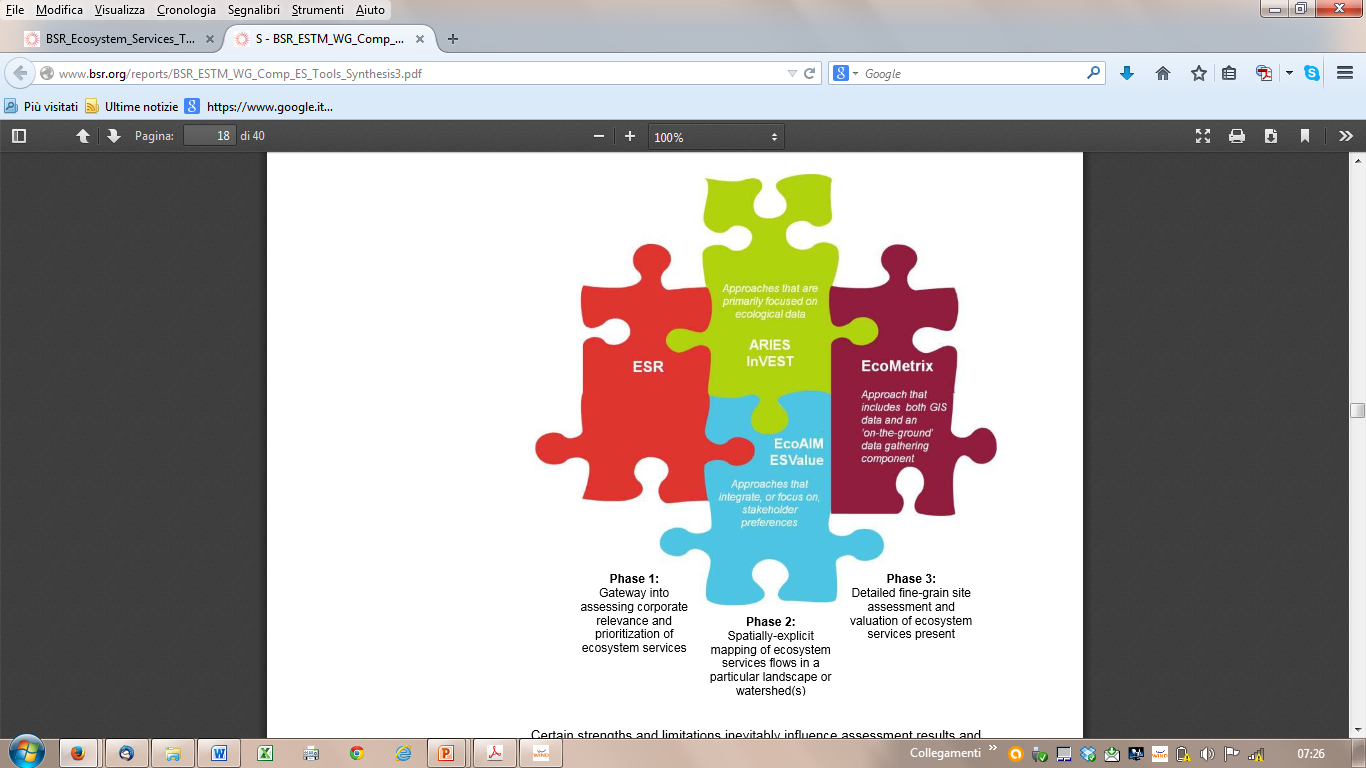 File Modifica Visualizza Cronologia Segnalibri Strumenti Aiuto
BSR_Ecosystem_Services_T...
S - BSR_ESTM_WG_Comp_...
www.bsr.org/reports/BSR_ESTM_WG_Comp_ES_Tools_Synthesis3.pdf
Google
Più visitati Ultime notizie https://www.google.it...
Pagina: 18 di 40
100%
Approaches that are
primarily focused on
ecological data
ARIES
InVEST
ESR
EcoMetrix
Approach that
includes both GIS
data and an
'on-the-ground'
data gathering
component
EcoAIM
ESValue
Approaches that
integrate, or focus on,
stakeholder
preferences
Phase 1:
Gateway into
assessing corporate
relevance and
prioritization of
ecosystem services
Phase 2:
Spatially-explicit
mapping of ecosystem
services flows in a
particular landscape or
watershed(s)
Phase 3:
Detailed fine-grain site
assessment and
valuation of ecosystem
services present
Certain strengths and limitations inevitably influence assessment results and
Collegamenti
07:26